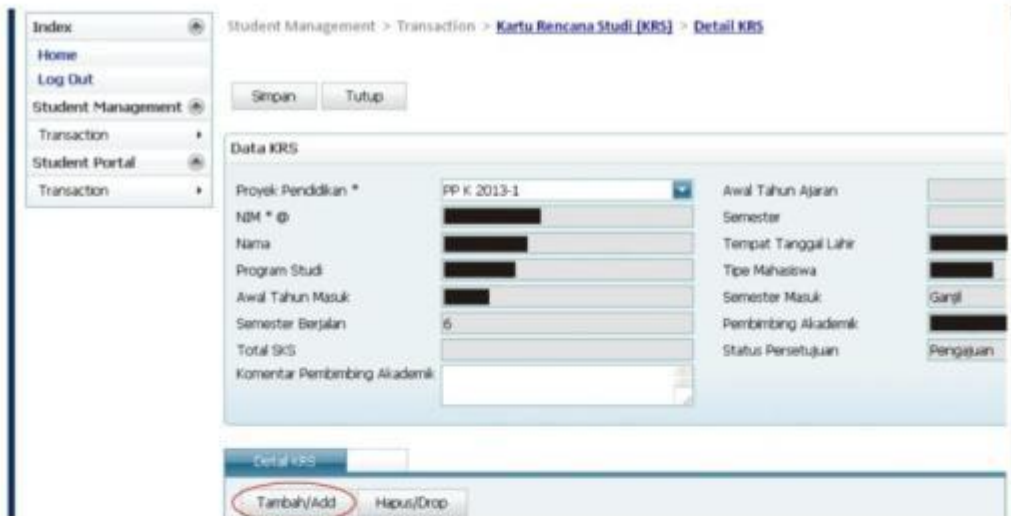 Index
Home
Log Out
Student Management
Transaction
Student Portal
Transaction
Student Management > Transaction > Kartu Rencana Studi [KRS] > Detail KRS
Simpan Tutup
Data KRS
Proyek Pendidikan * PP K 2013-1 Awal Tahun Ajaran
NIM * @ Semester
Nama Tempat Tanggal Lahir
Program Studi Tipe Mahasiswa
Awal Tahun Masuk Semester Masuk Ganjil
Semester Berjalan 6 Pembimbing Akademik
Total SKS Status Persetujuan Pengajuan
Komentar Pembimbing Akademik
Detail KRS
Tambah/Add Hapus/Drop